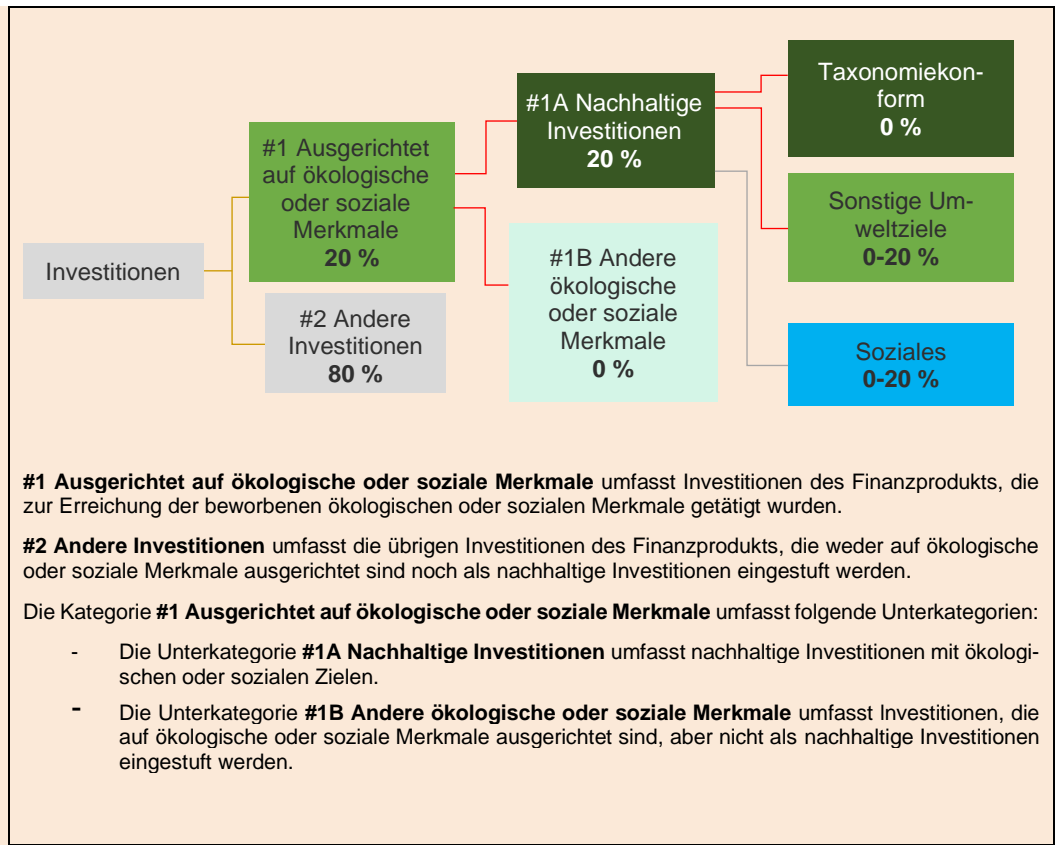 Investitionen
#1 Ausgerichtet
auf ökologische
oder soziale
Merkmale
20 %
#2 Andere
Investitionen
80 %
#1A Nachhaltige
Investitionen
20 %
#1B Andere
ökologische
oder soziale
Merkmale
0 %
Taxonomiekon-
form
0 %
Sonstige Um-
weltziele
0-20 %
Soziales
0-20 %
#1 Ausgerichtet auf ökologische oder soziale Merkmale umfasst Investitionen des Finanzprodukts, die
zur Erreichung der beworbenen ökologischen oder sozialen Merkmale getätigt wurden.
#2 Andere Investitionen umfasst die übrigen Investitionen des Finanzprodukts, die weder auf ökologische
oder soziale Merkmale ausgerichtet sind noch als nachhaltige Investitionen eingestuft werden.
Die Kategorie #1 Ausgerichtet auf ökologische oder soziale Merkmale umfasst folgende Unterkategorien:
- Die Unterkategorie #1A Nachhaltige Investitionen umfasst nachhaltige Investitionen mit ökologi-
schen oder sozialen Zielen.
- Die Unterkategorie #1B Andere ökologische oder soziale Merkmale umfasst Investitionen, die
auf ökologische oder soziale Merkmale ausgerichtet sind, aber nicht als nachhaltige Investitionen
eingestuft werden.